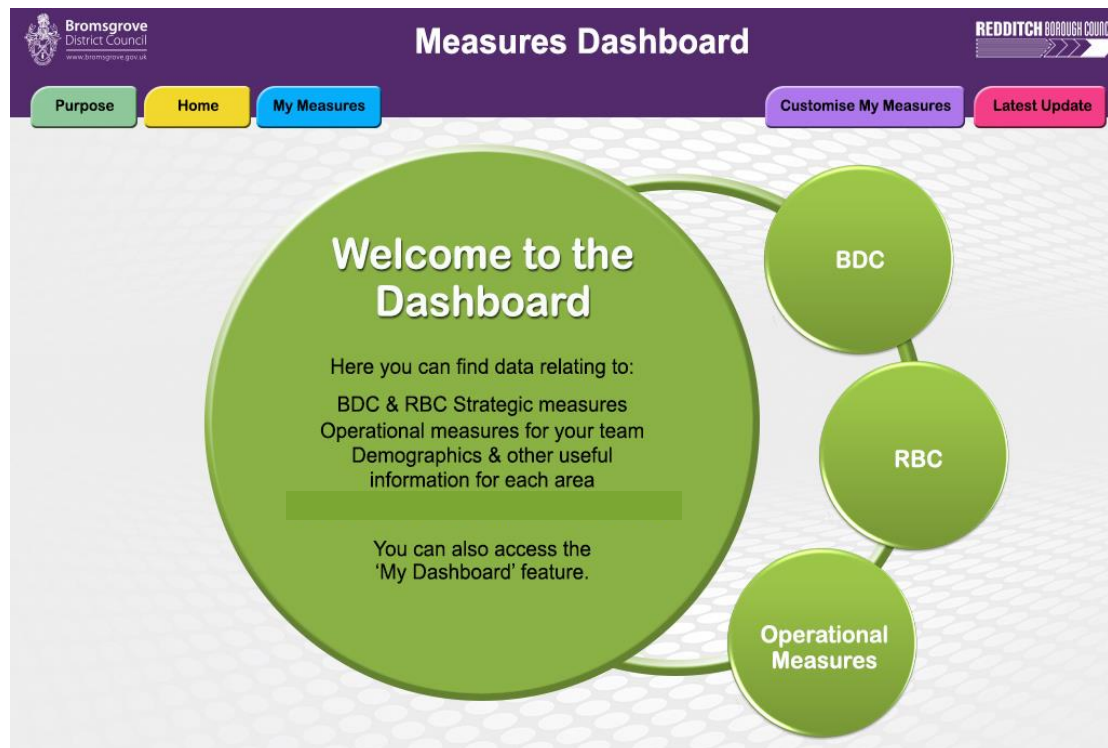 Bromsgrove
District Council
www.bromsgrove.gov.uk
Measures Dashboard
REDDITCH BOROUGH
Purpose
Home
My Measures
Customise My Measures
Latest Update
Welcome to the
Dashboard
Here you can find data relating to:
BDC & RBC Strategic measures
Operational measures for your team
Demographics & other useful
information for each area
You can also access the
‘My Dashboard’ feature.
BDC
RBC
Operational
Measures